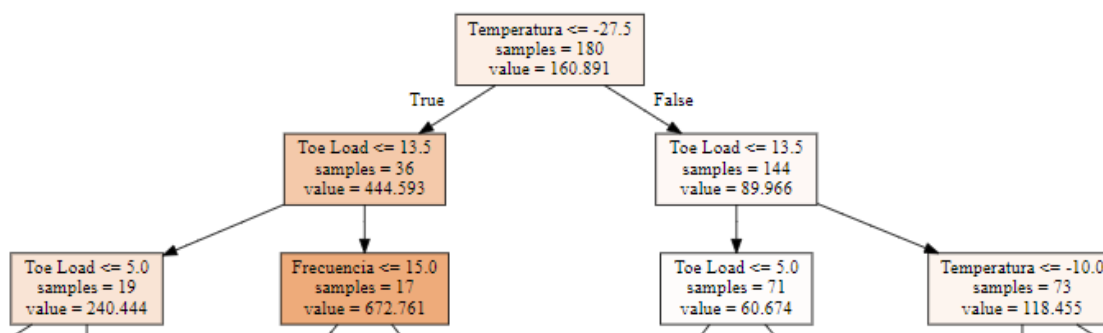 Temperatura <= -27.5
samples = 180
value = 160.891
True
False
Toe Load <= 13.5
samples = 36
value = 444.593
Toe Load <= 13.5
samples = 144
value = 89.966
Toe Load <= 5.0
samples = 19
value = 240.444
Frecuencia <= 15.0
samples = 17
value = 672.761
Toe Load <= 5.0
samples = 71
value = 60.674
Temperatura <= -10.0
samples = 73
value = 118.455